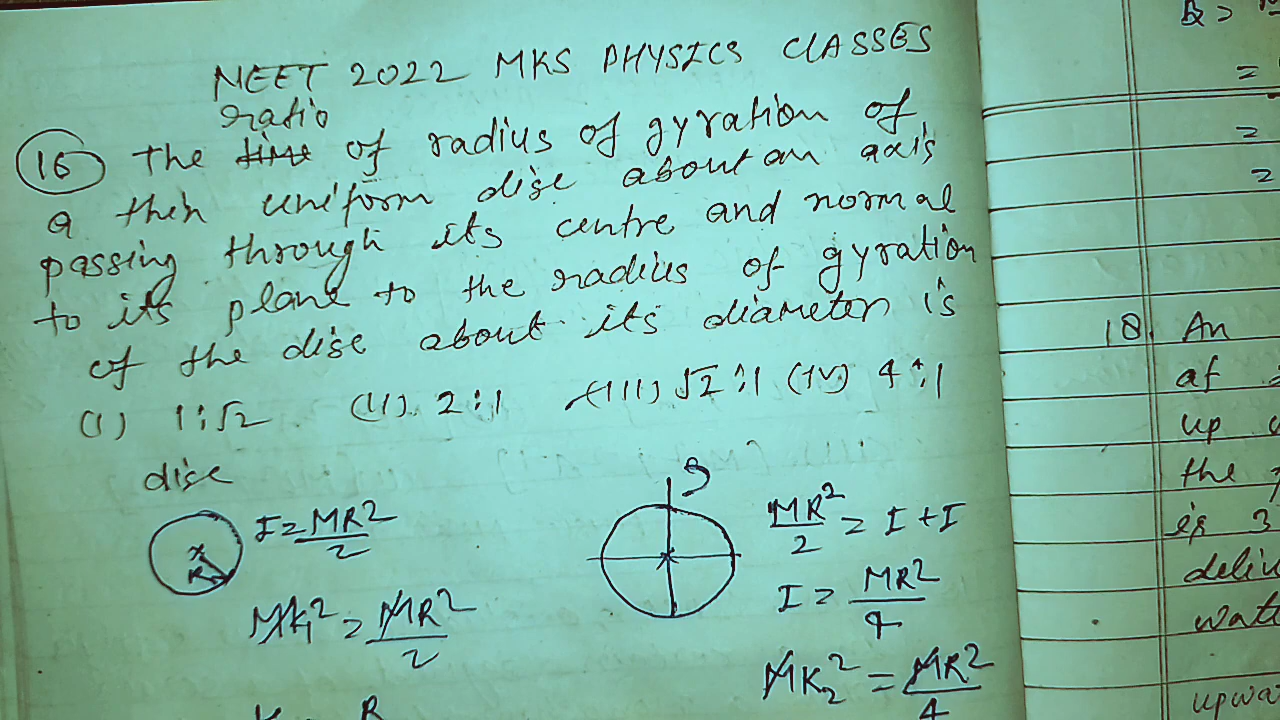 NEET 2022 MKS PHYSICS CLASSES
ratio
(16) The time of radius of gyration of
a thin uniform disc about an axis
passing through its centre and normal
to its plane to the radius of gyration
of the disc about its diameter is
(I) 1:√2 (II) 2:1 (III) √2:1 (IV) 4:1
disc
I = MR²/2
R
MK₁² = MR²/2
MR²/2 = I + I
I = MR²/4
MK₂² = MR²/4
R
=
=
=
18. An
af
up
the
is 3
deliv
watt
upwa